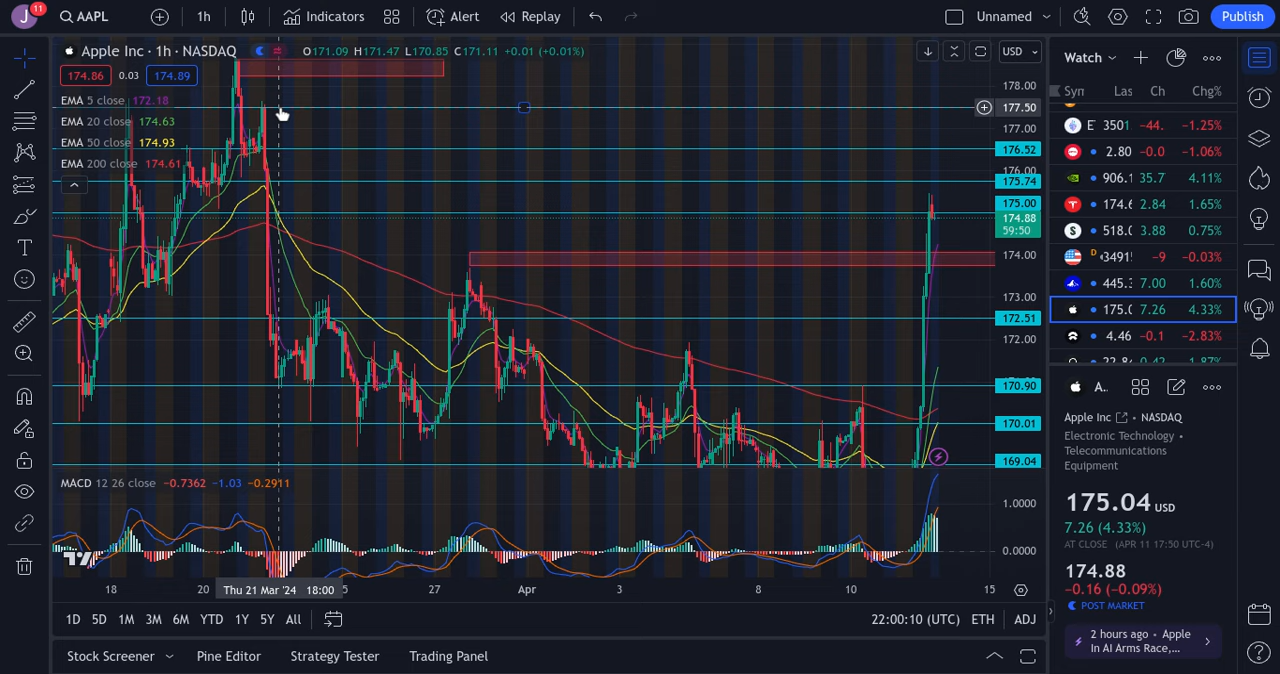 J 11 AAPL 1h Indicators Alert Replay Unnamed Publish
Apple Inc · 1h · NASDAQ O171.09 H171.47 L170.85 C171.11 +0.01 (+0.01%) USD
174.86 0.03 174.89
EMA 5 close 172.18
EMA 20 close 174.63
EMA 50 close 174.93
EMA 200 close 174.61
178.00
177.50
177.00
176.52
176.00
175.74
175.00
174.88
59:50
174.00
173.00
172.51
172.00
170.90
170.01
169.04
MACD 12 26 close −0.7362 −1.03 −0.2911
1.0000
0.0000
18 20 Thu 21 Mar '24 18:00 5 27 Apr 3 8 10 15
1D 5D 1M 3M 6M YTD 1Y 5Y All 22:00:10 (UTC) ETH ADJ
Stock Screener Pine Editor Strategy Tester Trading Panel
Watch
Syn Las Ch Chg%
E 3501 −44. −1.25%
2.80 −0.0 −1.06%
906.1 35.7 4.11%
174.6 2.84 1.65%
518.0 3.88 0.75%
D 34915 −9 −0.03%
445.3 7.00 1.60%
175.0 7.26 4.33%
4.46 −0.1 −2.83%
22.84 0.42 1.87%
A..
Apple Inc • NASDAQ
Electronic Technology •
Telecommunications
Equipment
175.04 USD
7.26 (4.33%)
AT CLOSE (APR 11 17:50 UTC-4)
174.88
−0.16 (−0.09%)
POST MARKET
2 hours ago • Apple
In AI Arms Race,...